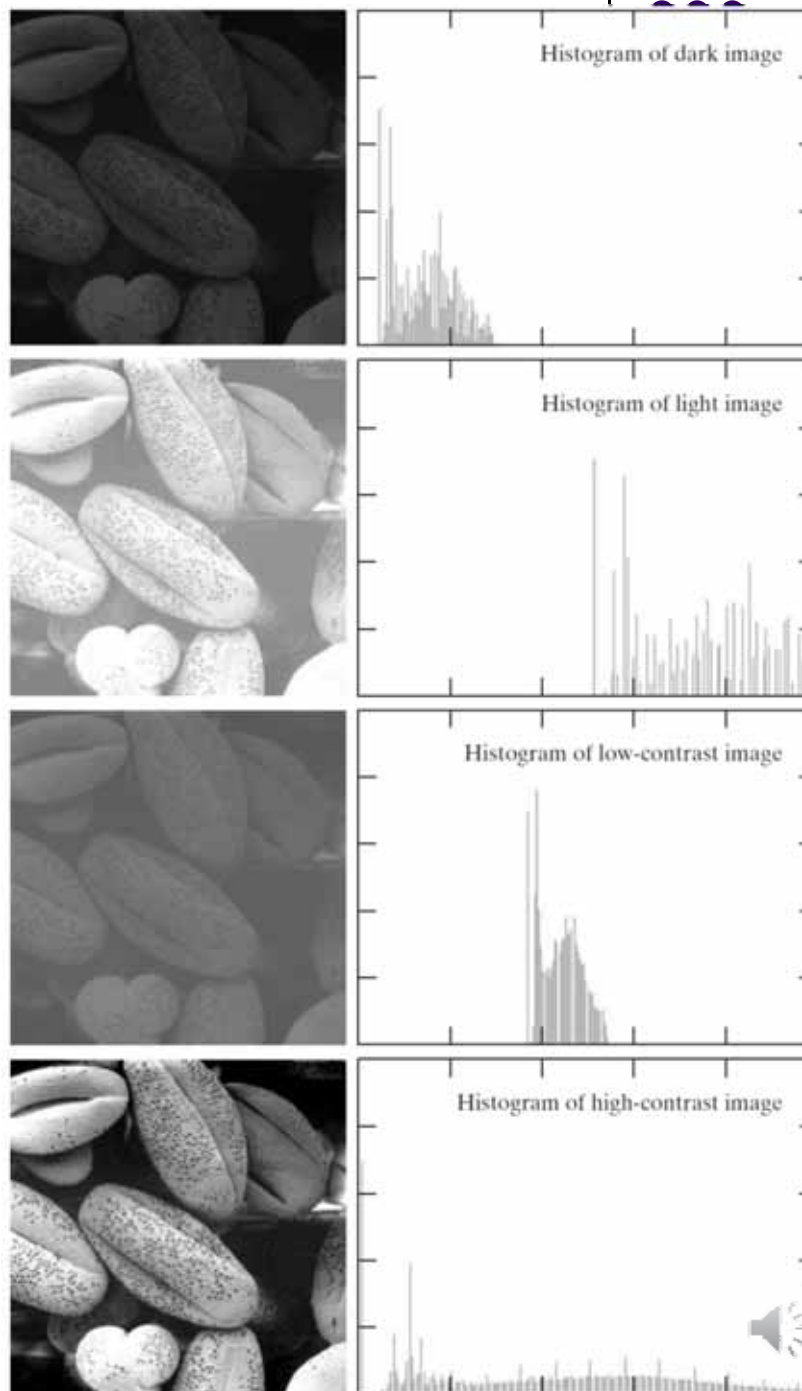 Histogram of dark image
Histogram of light image
Histogram of low-contrast image
Histogram of high-contrast image